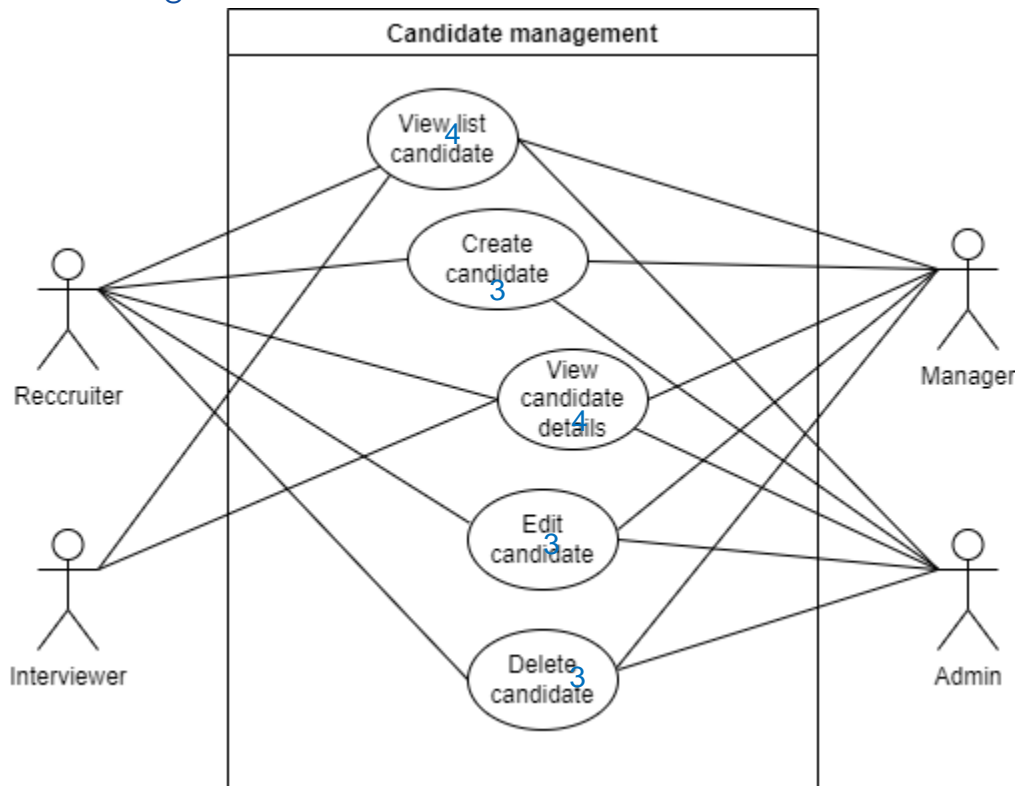 Candidate management
View list
candidate
4
Create
candidate
3
View
candidate
details
4
Edit
candidate
3
Delete
candidate
3
Reccruiter
Manager
Interviewer
Admin